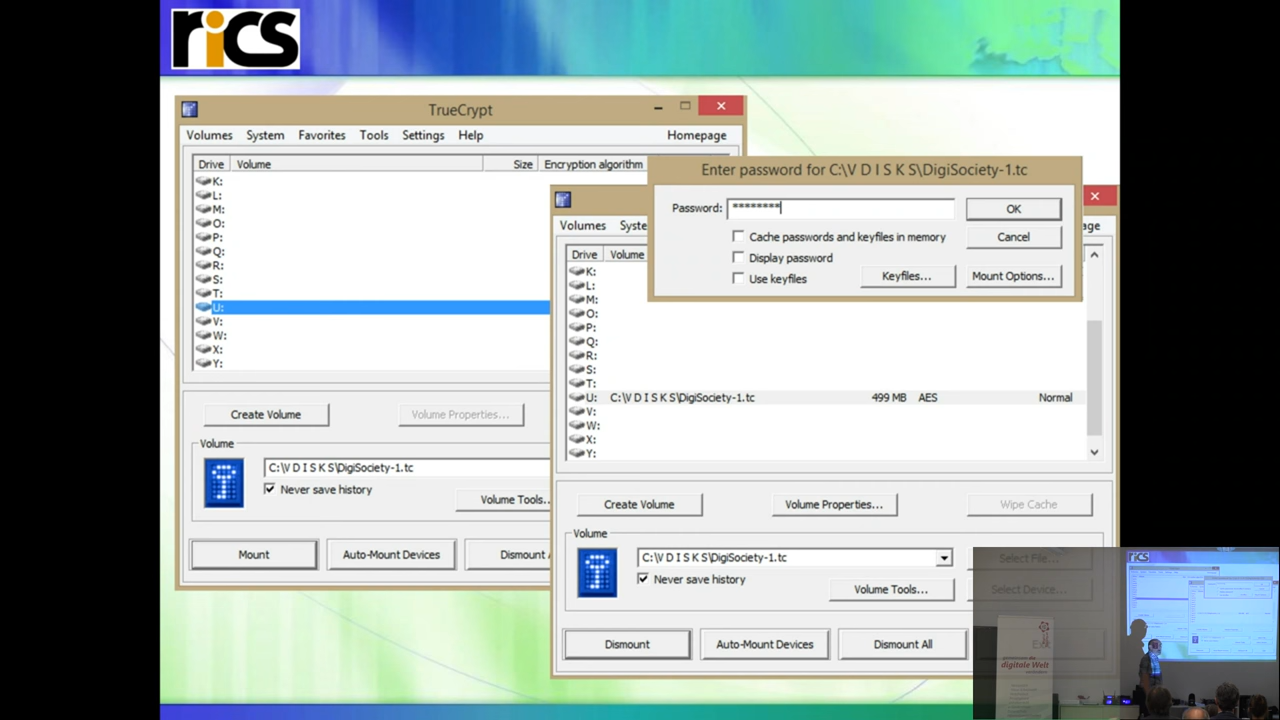 rics
TrueCrypt
Volumes System Favorites Tools Settings Help Homepage
Drive Volume Size Encryption algorithm
K:
L:
M:
O:
P:
Q:
R:
S:
T:
U:
V:
W:
X:
Y:
Create Volume Volume Properties...
Volume
C:\V D I S K S\DigiSociety-1.tc
Never save history
Volume Tools..
Mount Auto-Mount Devices Dismount
Enter password for C:\V D I S K S\DigiSociety-1.tc
Password: ******** OK
Cache passwords and keyfiles in memory Cancel
Display password
Use keyfiles Keyfiles... Mount Options...
Volumes
Drive Volume
K:
L:
M:
O:
P:
Q:
R:
S:
T:
U: C:\V D I S K S\DigiSociety-1.tc 499 MB AES Normal
V:
W:
X:
Y:
Create Volume Volume Properties... Wipe Cache
Volume
C:\V D I S K S\DigiSociety-1.tc Select File...
Never save history
Volume Tools... Select Device...
Dismount Auto-Mount Devices Dismount All
rics
digitale Welt